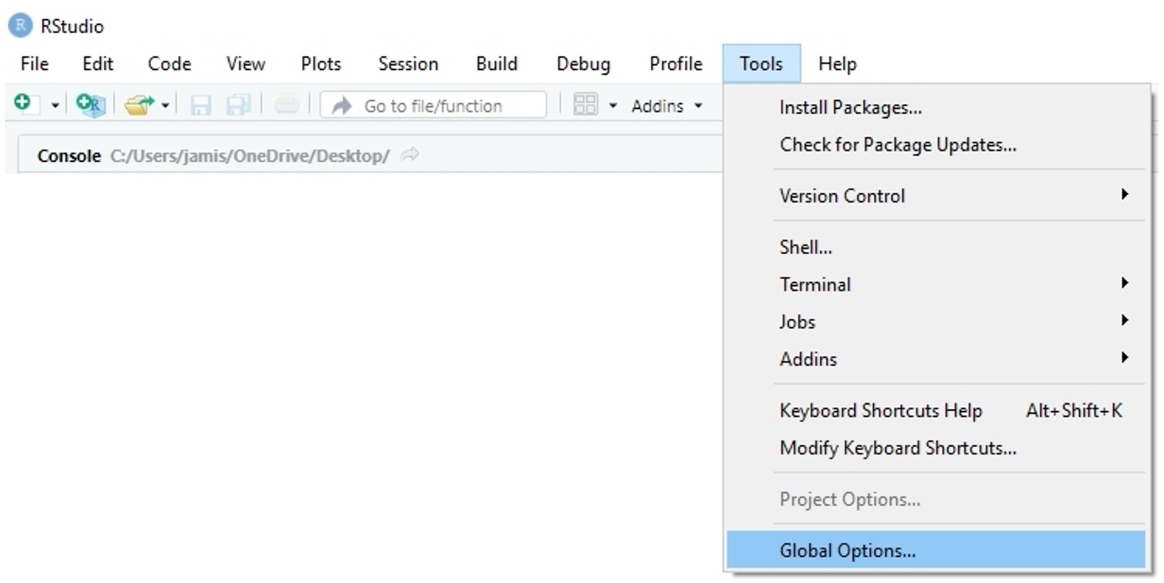 R RStudio
File Edit Code View Plots Session Build Debug Profile Tools Help
R Go to file/function Addins
Console C:/Users/jamis/OneDrive/Desktop/
Install Packages...
Check for Package Updates...
Version Control
Shell...
Terminal
Jobs
Addins
Keyboard Shortcuts Help Alt+Shift+K
Modify Keyboard Shortcuts...
Project Options...
Global Options...